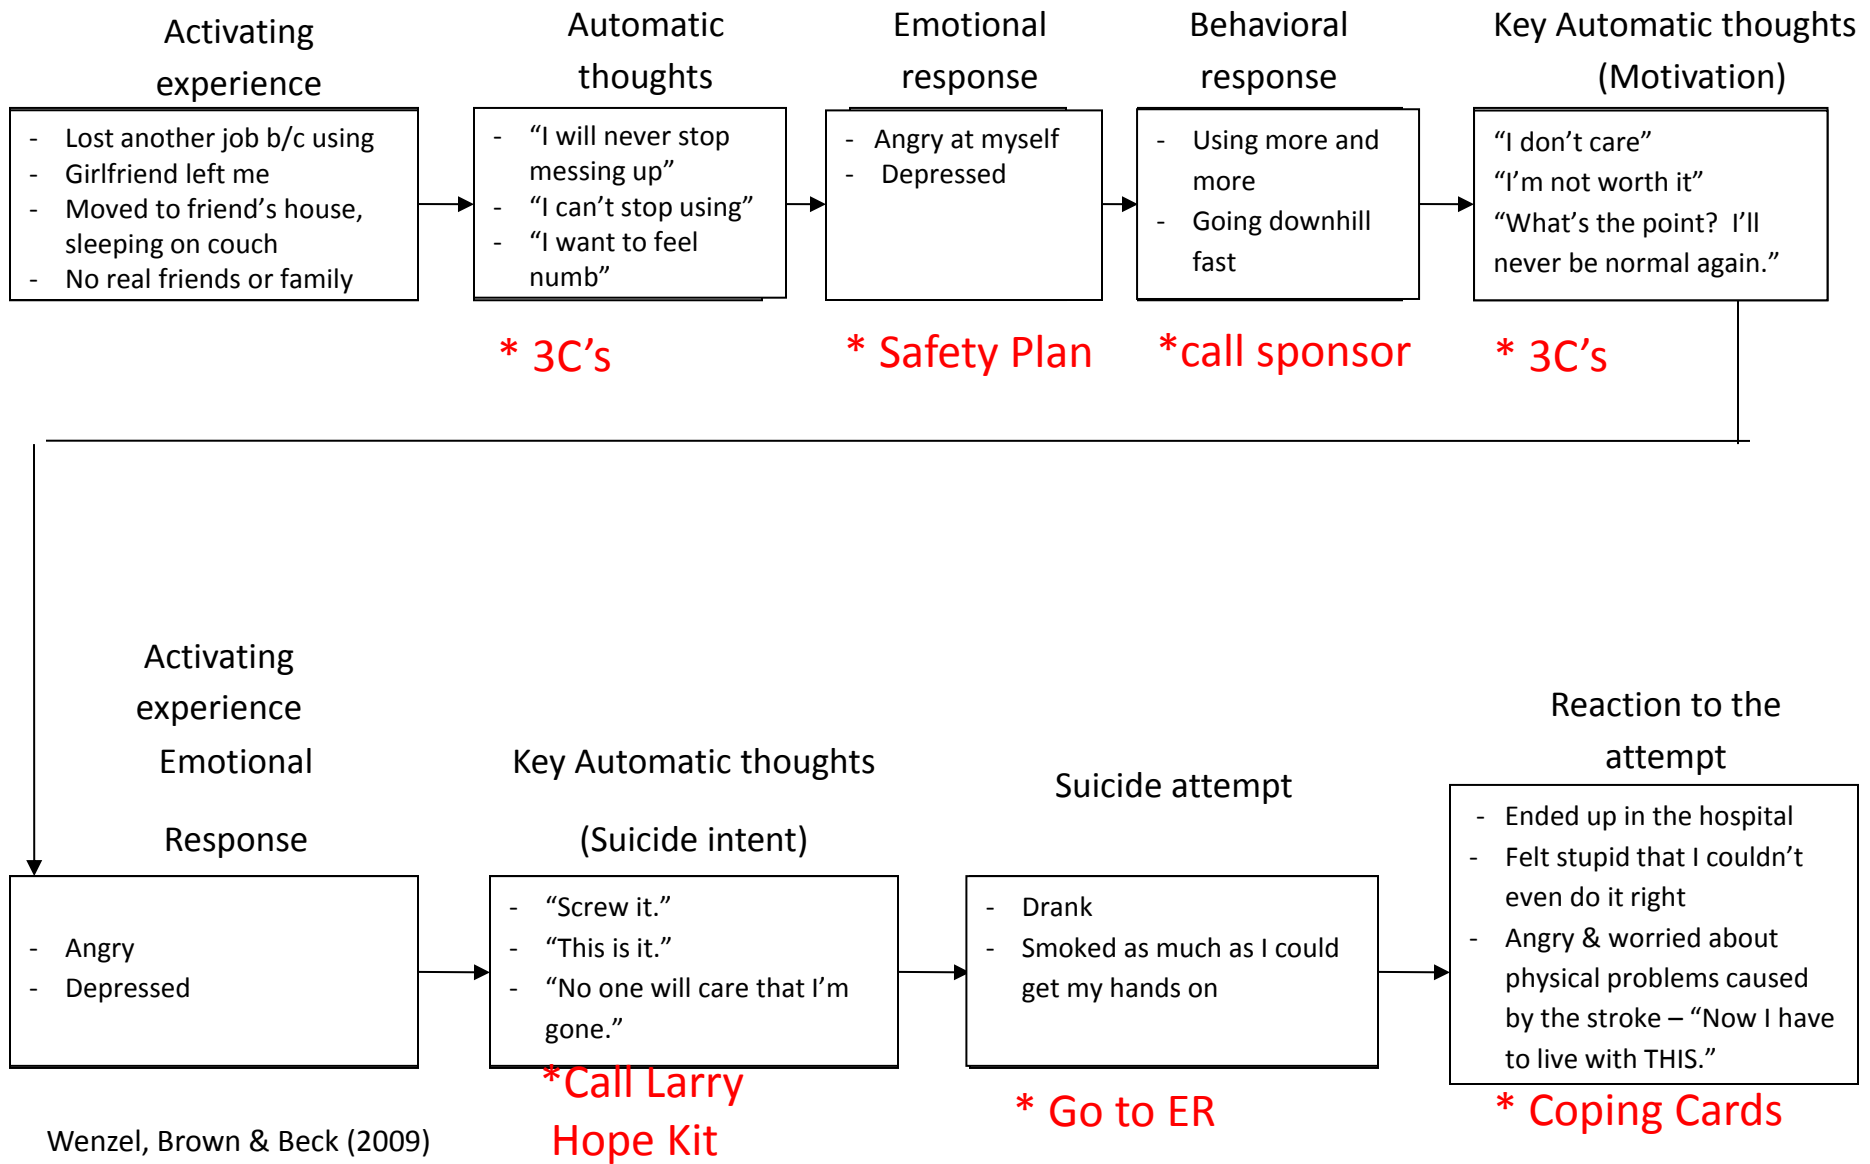 Activating
experience
- Lost another job b/c using
- Girlfriend left me
- Moved to friend’s house,
sleeping on couch
- No real friends or family
Automatic
thoughts
- “I will never stop
messing up”
- “I can’t stop using”
- “I want to feel
numb”
* 3C’s
Emotional
response
- Angry at myself
- Depressed
* Safety Plan
Behavioral
response
- Using more and
more
- Going downhill
fast
*call sponsor
Key Automatic thoughts
(Motivation)
“I don’t care”
“I’m not worth it”
“What’s the point? I’ll
never be normal again.”
* 3C’s
Activating
experience
Emotional
Response
- Angry
- Depressed
Key Automatic thoughts
(Suicide intent)
- “Screw it.”
- “This is it.”
- “No one will care that I’m
gone.”
*Call Larry
Hope Kit
Suicide attempt
- Drank
- Smoked as much as I could
get my hands on
* Go to ER
Reaction to the
attempt
- Ended up in the hospital
- Felt stupid that I couldn’t
even do it right
- Angry & worried about
physical problems caused
by the stroke – “Now I have
to live with THIS.”
* Coping Cards
Wenzel, Brown & Beck (2009)